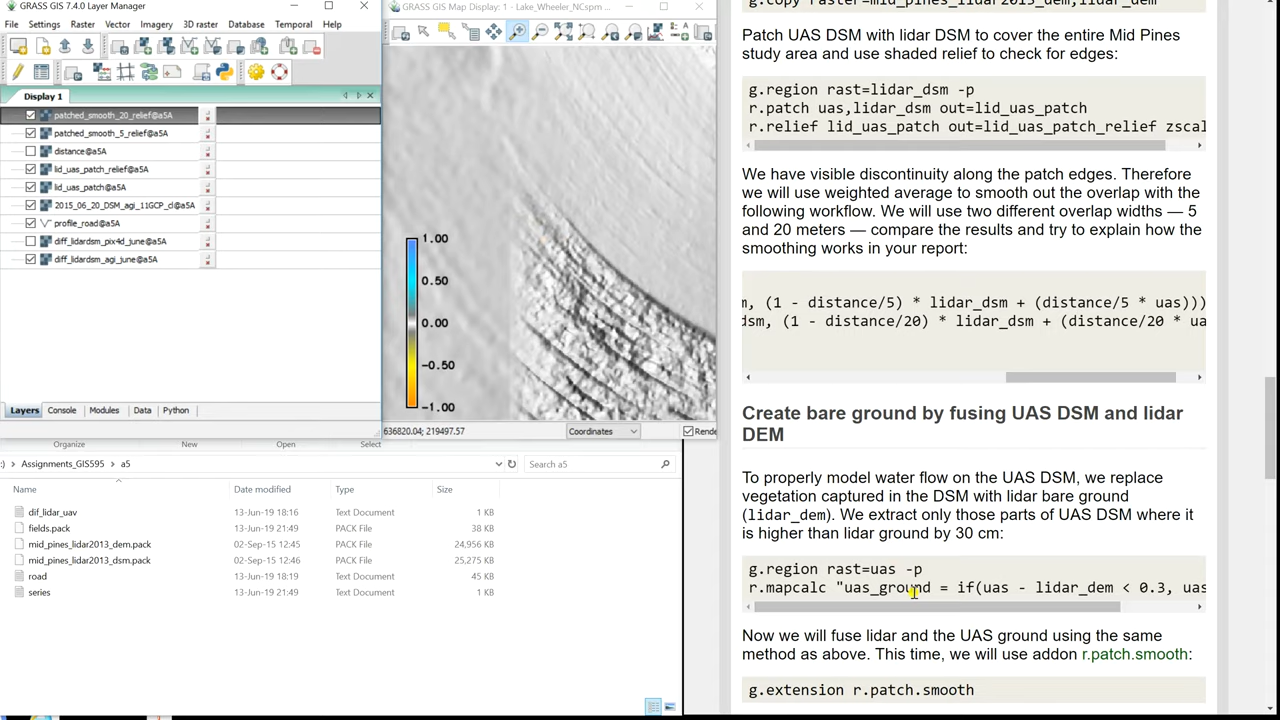 GRASS GIS 7.4.0 Layer Manager
File Settings Raster Vector Imagery 3D raster Database Temporal Help
Display 1
patched_smooth_20_relief@a5A
patched_smooth_5_relief@a5A
distance@a5A
lid_uas_patch_relief@a5A
lid_uas_patch@a5A
2015_06_20_DSM_agi_11GCP_cl@a5A
profile_road@a5A
diff_lidardsm_pix4d_june@a5A
diff_lidardsm_agi_june@a5A
Layers Console Modules Data Python
GRASS GIS Map Display: 1 - Lake_Wheeler_NCspm ...
1.00
0.50
0.00
-0.50
-1.00
636820.04; 219497.57
Coordinates
Rende
Organize New Open Select
Assignments_GIS595 › a5
Search a5
Name Date modified Type Size
dif_lidar_uav 13-Jun-19 18:16 Text Document 1 KB
fields.pack 13-Jun-19 21:49 PACK File 38 KB
mid_pines_lidar2013_dem.pack 02-Sep-15 12:45 PACK File 24,956 KB
mid_pines_lidar2013_dsm.pack 02-Sep-15 12:46 PACK File 25,275 KB
road 13-Jun-19 18:19 Text Document 45 KB
series 13-Jun-19 21:49 Text Document 1 KB
Patch UAS DSM with lidar DSM to cover the entire Mid Pines
study area and use shaded relief to check for edges:
g.region rast=lidar_dsm -p
r.patch uas,lidar_dsm out=lid_uas_patch
r.relief lid_uas_patch out=lid_uas_patch_relief zscal
We have visible discontinuity along the patch edges. Therefore
we will use weighted average to smooth out the overlap with the
following workflow. We will use two different overlap widths — 5
and 20 meters — compare the results and try to explain how the
smoothing works in your report:
m, (1 - distance/5) * lidar_dsm + (distance/5 * uas)))
dsm, (1 - distance/20) * lidar_dsm + (distance/20 * ua
Create bare ground by fusing UAS DSM and lidar
DEM
To properly model water flow on the UAS DSM, we replace
vegetation captured in the DSM with lidar bare ground
(lidar_dem). We extract only those parts of UAS DSM where it
is higher than lidar ground by 30 cm:
g.region rast=uas -p
r.mapcalc "uas_ground = if(uas - lidar_dem < 0.3, uas
Now we will fuse lidar and the UAS ground using the same
method as above. This time, we will use addon r.patch.smooth:
g.extension r.patch.smooth